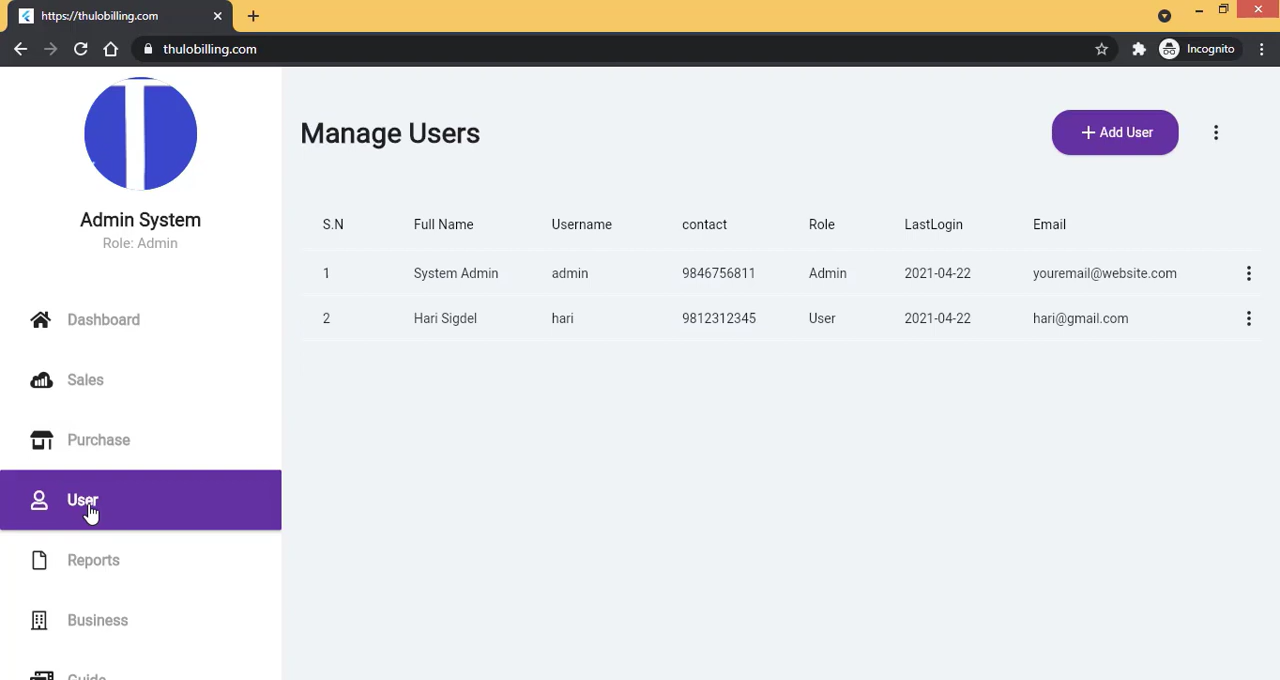 https://thulobilling.com
thulobilling.com
Incognito
Admin System
Role: Admin
Dashboard
Sales
Purchase
User
Reports
Business
Guide
Manage Users
Add User
S.N Full Name Username contact Role LastLogin Email
1 System Admin admin 9846756811 Admin 2021-04-22 youremail@website.com
2 Hari Sigdel hari 9812312345 User 2021-04-22 hari@gmail.com